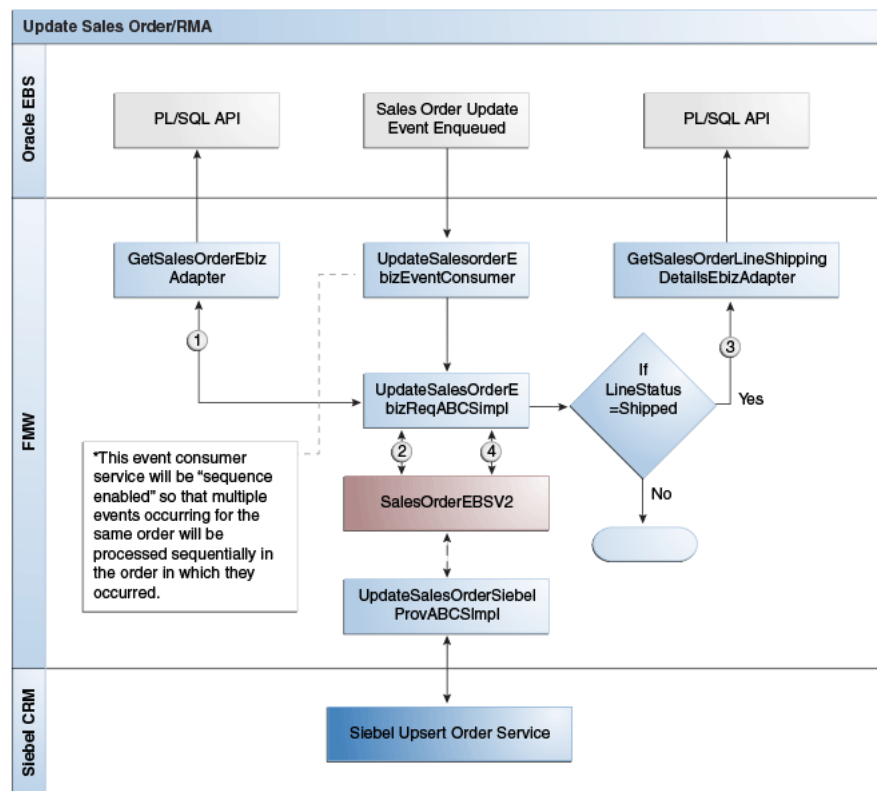 Update Sales Order/RMA
Oracle EBS
PL/SQL API
Sales Order Update
Event Enqueued
PL/SQL API
FMW
GetSalesOrderEbiz
Adapter
UpdateSalesorderE
bizEventConsumer
GetSalesOrderLineShipping
DetailsEbizAdapter
1
3
If
LineStatus
=Shipped
Yes
UpdateSalesOrderE
bizReqABCSImpl
2
4
*This event consumer
service will be “sequence
enabled” so that multiple
events occurring for the
same order will be
processed sequentially in
the order in which they
occurred.
No
SalesOrderEBSV2
UpdateSalesOrderSiebel
ProvABCSImpl
Siebel CRM
Siebel Upsert Order Service